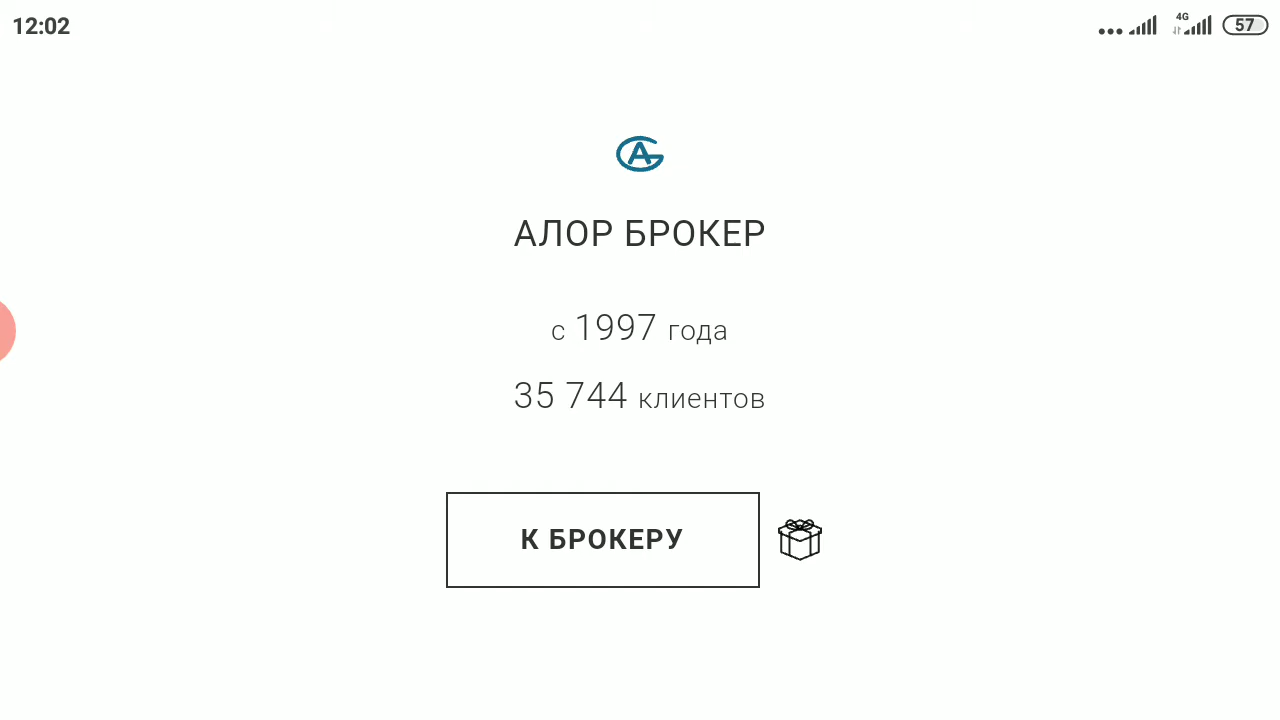 12:02
4G
57
АЛОР БРОКЕР
с 1997 года
35 744 клиентов
К БРОКЕРУ